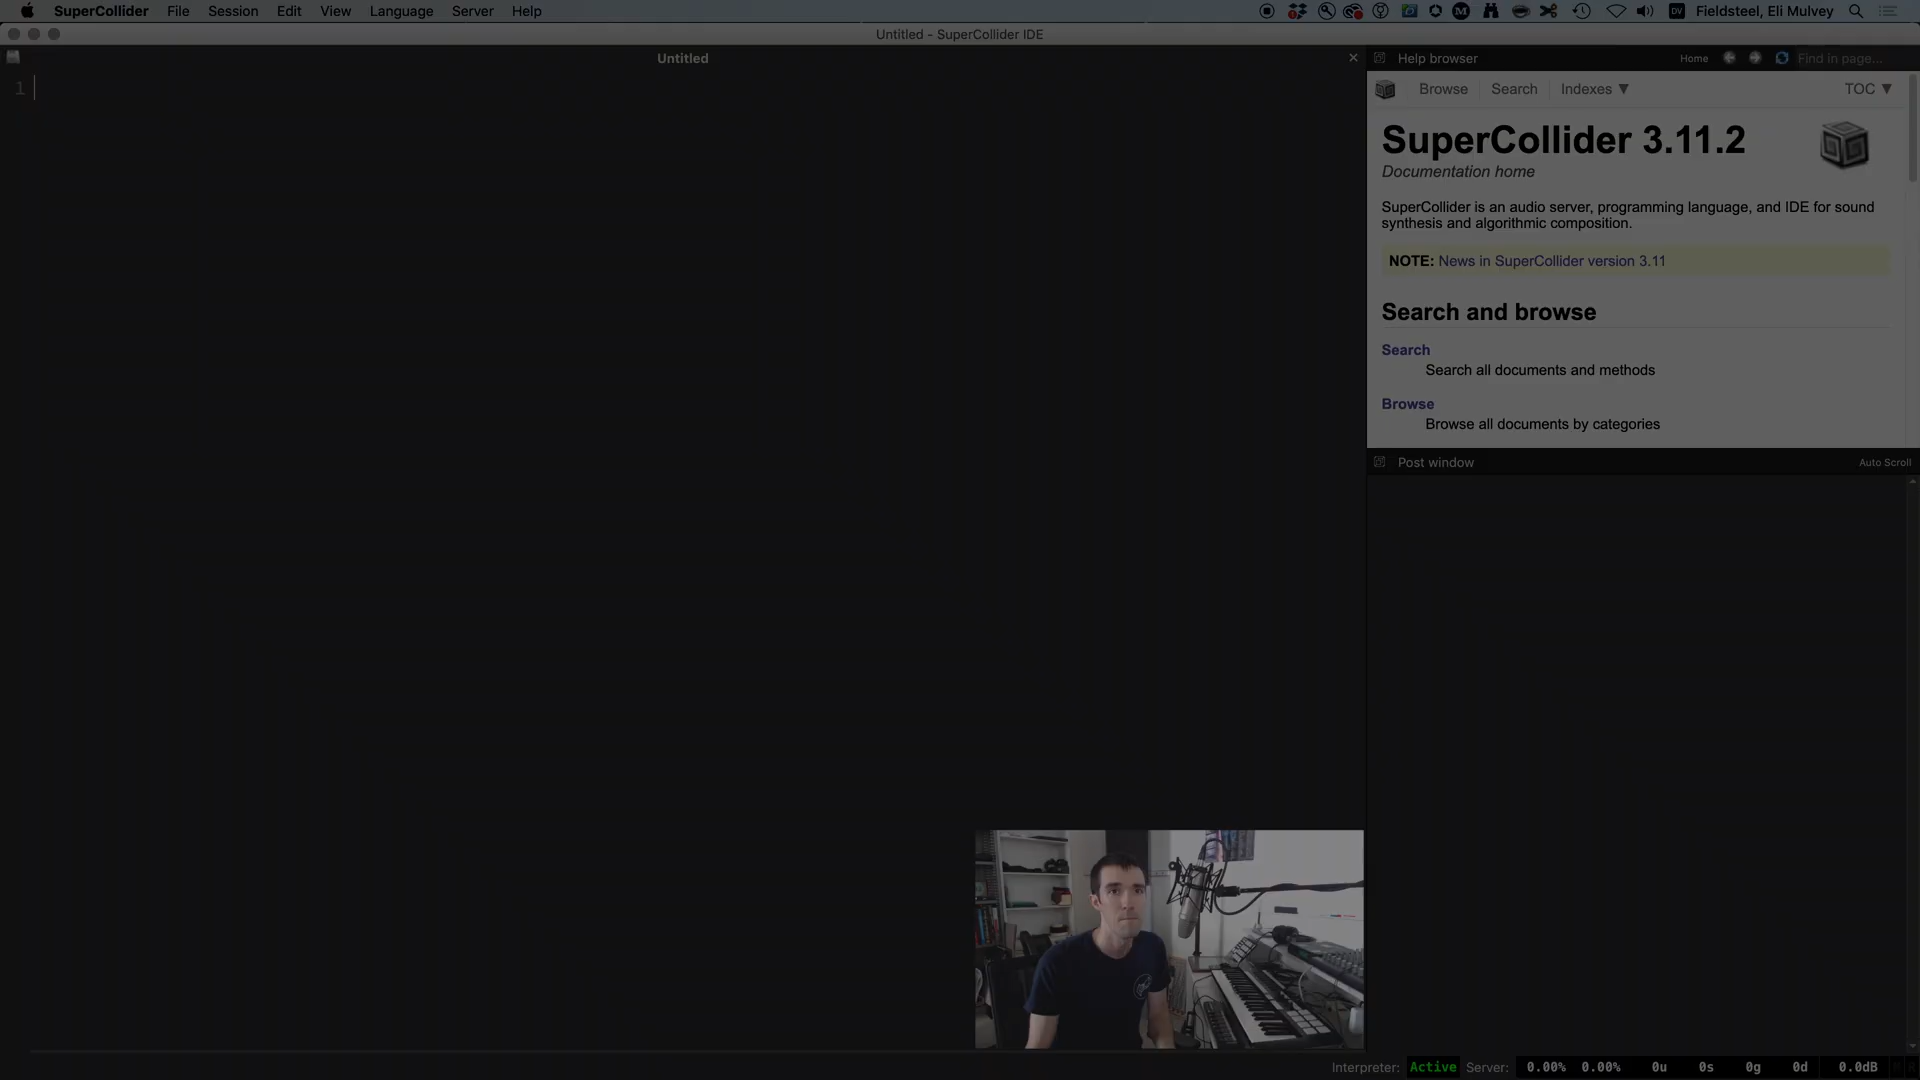 SuperCollider File Session Edit View Language Server Help
Fieldsteel, Eli Mulvey
Untitled - SuperCollider IDE
Untitled
1
Help browser Home Find in page...
Browse Search Indexes ▼ TOC ▼
SuperCollider 3.11.2
Documentation home
SuperCollider is an audio server, programming language, and IDE for sound
synthesis and algorithmic composition.
NOTE: News in SuperCollider version 3.11
Search and browse
Search
Search all documents and methods
Browse
Browse all documents by categories
Post window Auto Scroll
Interpreter: Active Server: 0.00% 0.00% 0u 0s 0g 0d 0.0dB